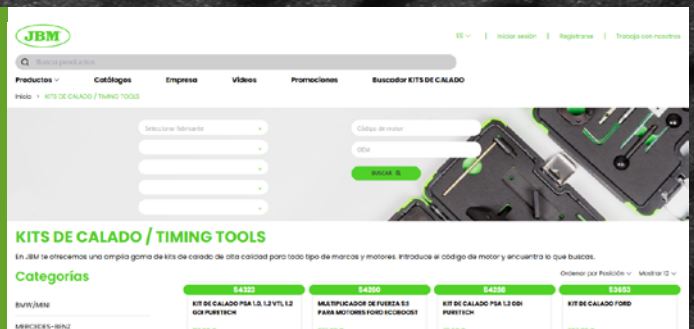 JBM
ES | Iniciar sesión | Registrarse | Trabaja con nosotros
Busca productos
Productos Catálogos Empresa Vídeos Promociones Buscador KITS DE CALADO
Inicio > KITS DE CALADO / TIMING TOOLS
Seleccionar fabricante
Código de motor
OEM
BUSCAR
KITS DE CALADO / TIMING TOOLS
En JBM te ofrecemos una amplia gama de kits de calado de alta calidad para todo tipo de marcas y motores. Introduce el código de motor y encuentra lo que buscas.
Categorías
Ordenar por Posición Mostrar 12
BMW/MINI
MERCEDES-BENZ
54323
KIT DE CALADO PSA 1.0, 1.2 VTI, 1.2
GDI PURETECH
MULTIPLICADOR DE FUERZA 5:1
PARA MOTORES FORD ECOBOOST
KIT DE CALADO PSA 1.2 GDI
PURETECH
53653
KIT DE CALADO FORD